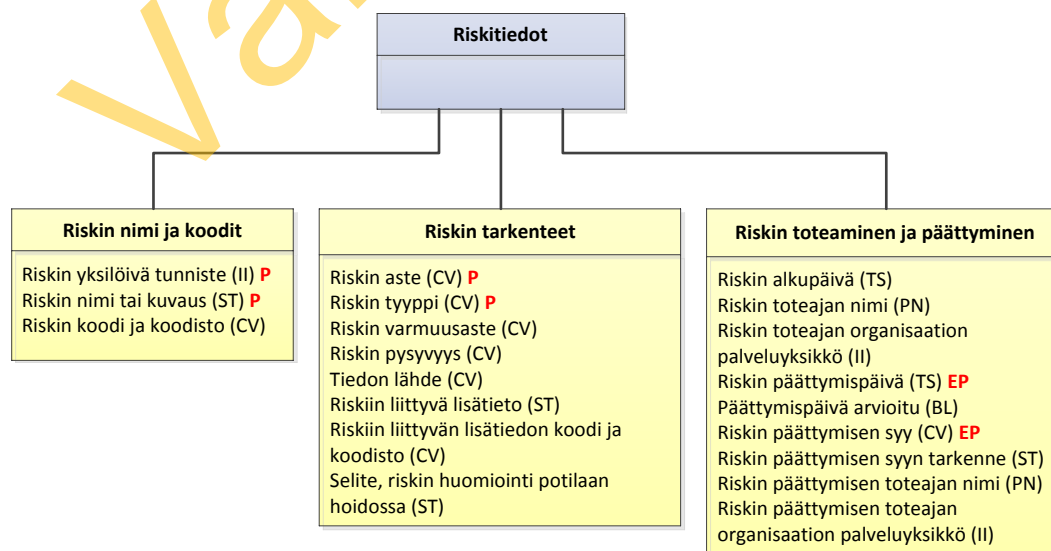 Riskitiedot
Riskin nimi ja koodit
Riskin yksilöivä tunniste (II) P
Riskin nimi tai kuvaus (ST) P
Riskin koodi ja koodisto (CV)
Riskin tarkenteet
Riskin aste (CV) P
Riskin tyyppi (CV) P
Riskin varmuusaste (CV)
Riskin pysyvyys (CV)
Tiedon lähde (CV)
Riskiin liittyvä lisätieto (ST)
Riskiin liittyvän lisätiedon koodi ja
koodisto (CV)
Selite, riskin huomiointi potilaan
hoidossa (ST)
Riskin toteaminen ja päättyminen
Riskin alkupäivä (TS)
Riskin toteajan nimi (PN)
Riskin toteajan organisaation
palveluyksikkö (II)
Riskin päättymispäivä (TS) EP
Päättymispäivä arvioitu (BL)
Riskin päättymisen syy (CV) EP
Riskin päättymisen syyn tarkenne (ST)
Riskin päättymisen toteajan nimi (PN)
Riskin päättymisen toteajan
organisaation palveluyksikkö (II)